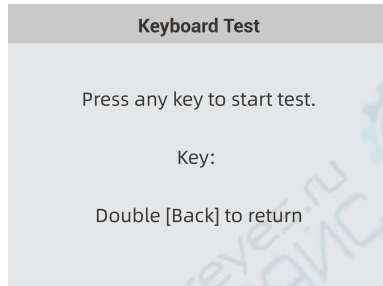 Keyboard Test
Press any key to start test.
Key:
Double [Back] to return